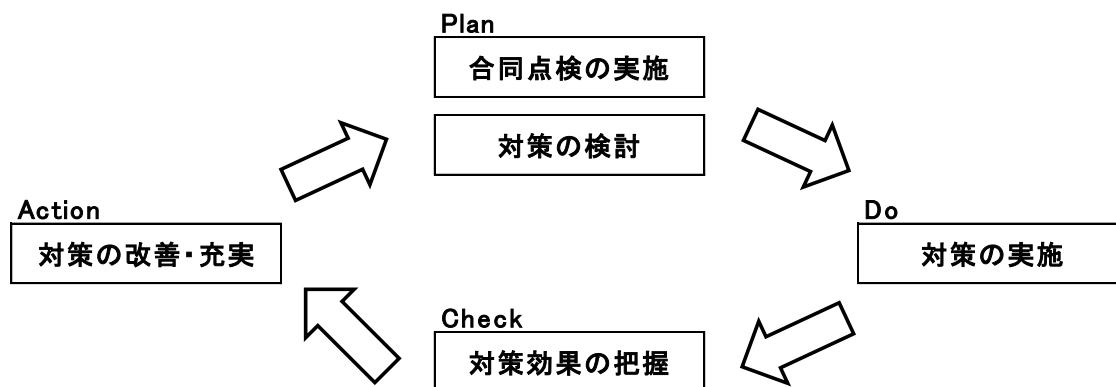 Plan
合同点検の実施
対策の検討
Action
対策の改善・充実
Do
対策の実施
Check
対策効果の把握